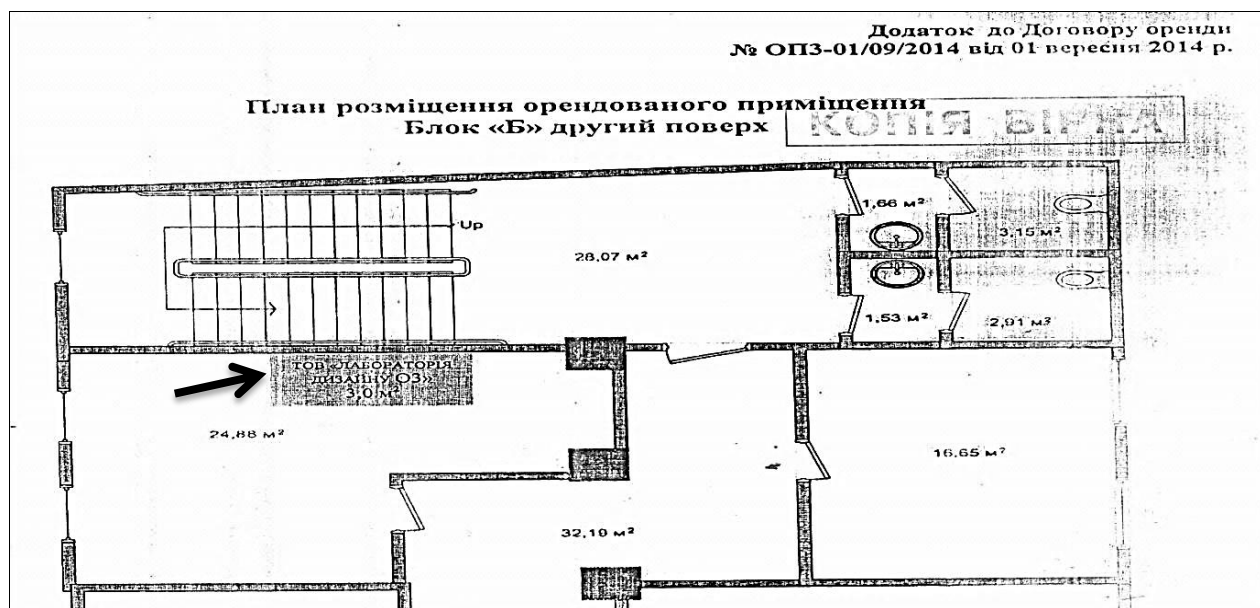 Додаток до Договору оренди
№ ОПЗ-01/09/2014 від 01 вересня 2014 р.
План розміщення орендованого приміщення
Блок «Б» другий поверх
КОПІЯ ВІРНА
1,66 м²
Up
3,15 м²
28,07 м²
1,53 м²
2,91 м²
ТОВ «ЛАБОРАТОРІЯ
ДИЗАЙНУ ОЗ»
3,0 м²
24,88 м²
16,65 м²
32,19 м²